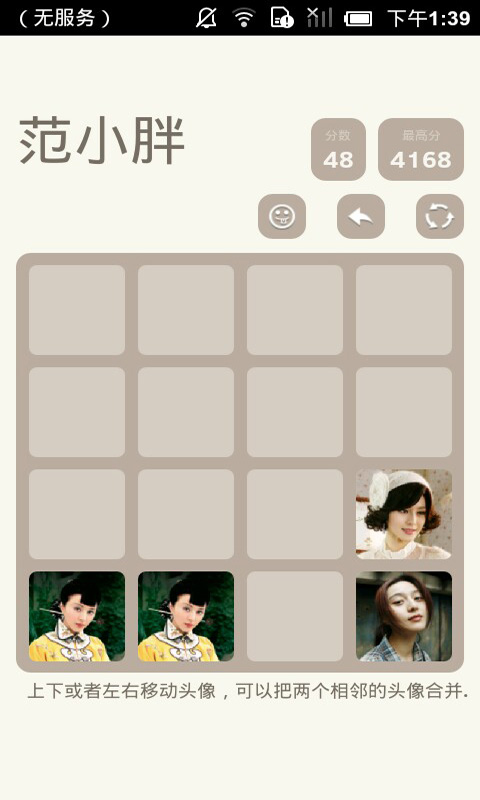 （无服务）
下午1:39
范小胖
分数
48
最高分
4168
上下或者左右移动头像，可以把两个相邻的头像合并.